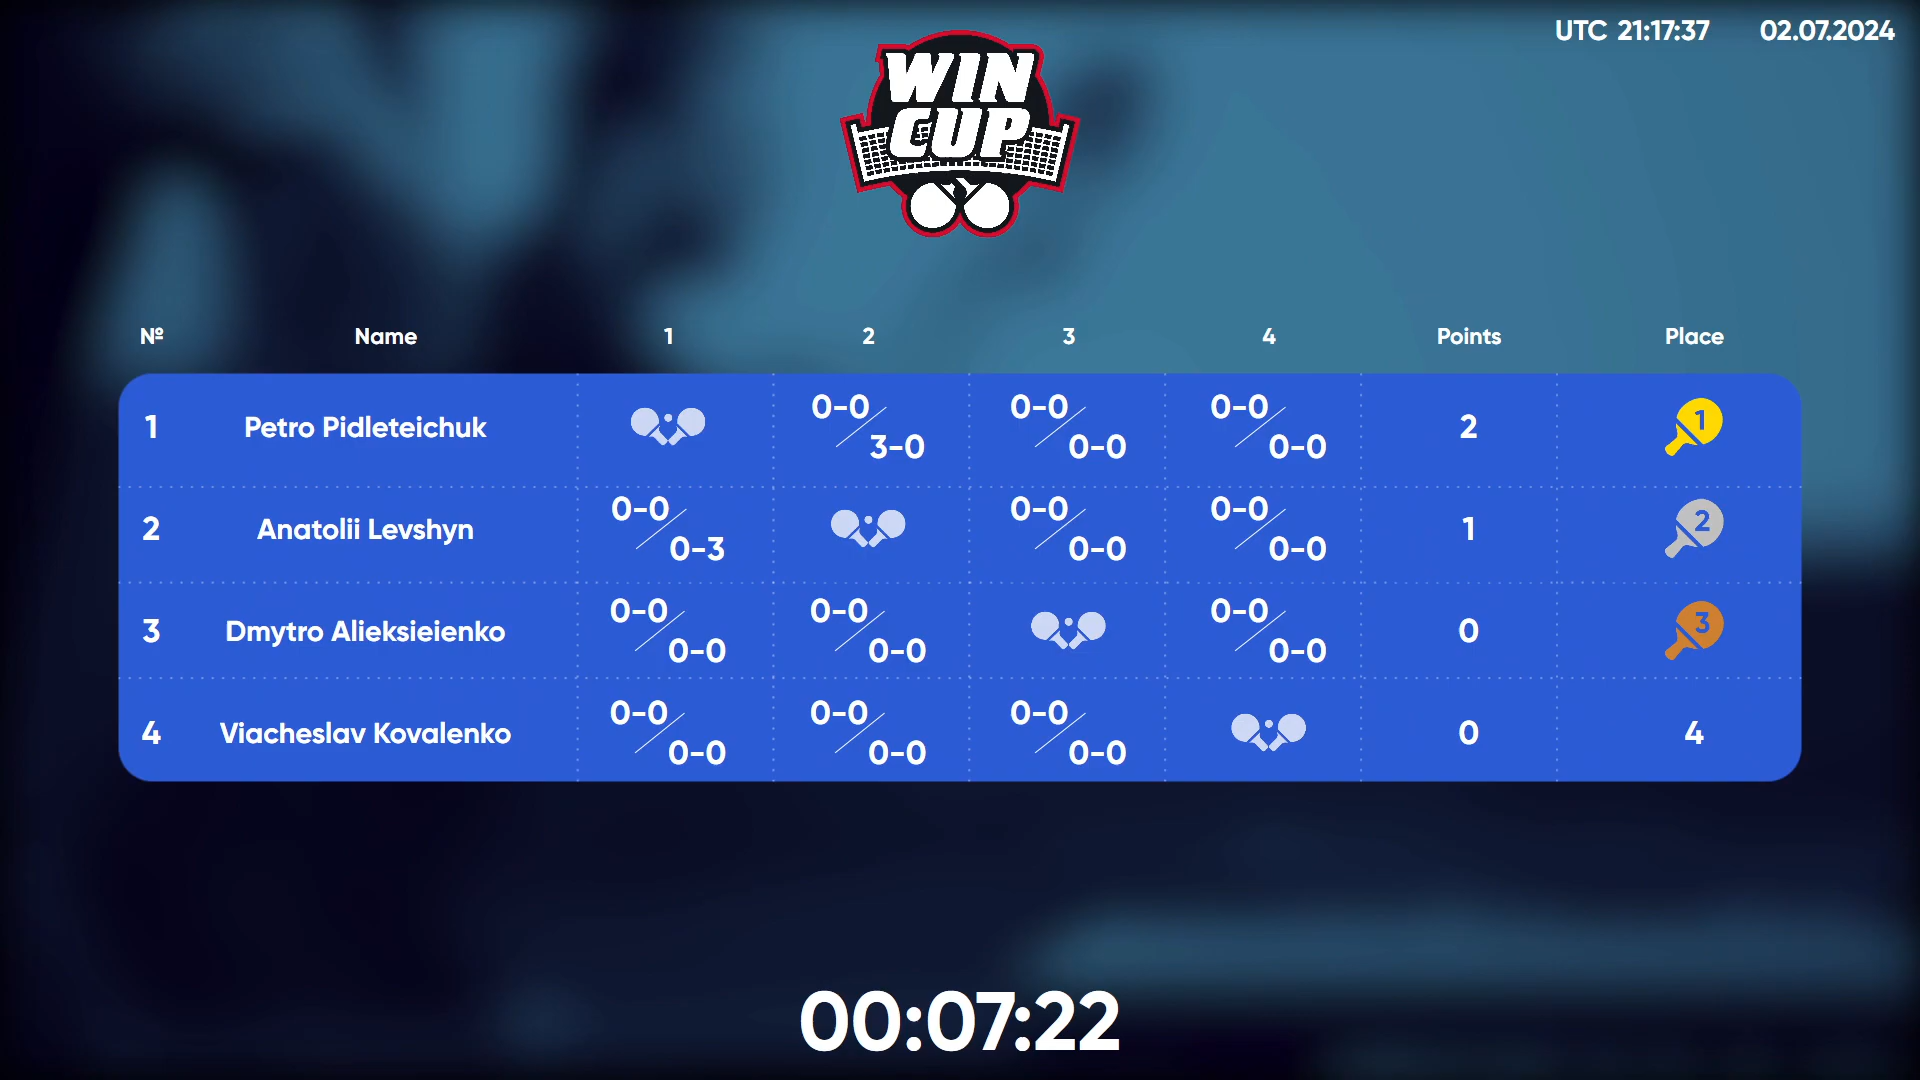 UTC 21:17:37 02.07.2024
WIN
CUP
№ Name 1 2 3 4 Points Place
1 Petro Pidleteichuk 0-0 3-0 0-0 0-0 0-0 0-0 2 1
2 Anatolii Levshyn 0-0 0-3 0-0 0-0 0-0 0-0 1 2
3 Dmytro Alieksieienko 0-0 0-0 0-0 0-0 0-0 0-0 0 3
4 Viacheslav Kovalenko 0-0 0-0 0-0 0-0 0-0 0-0 0 4
00:07:22